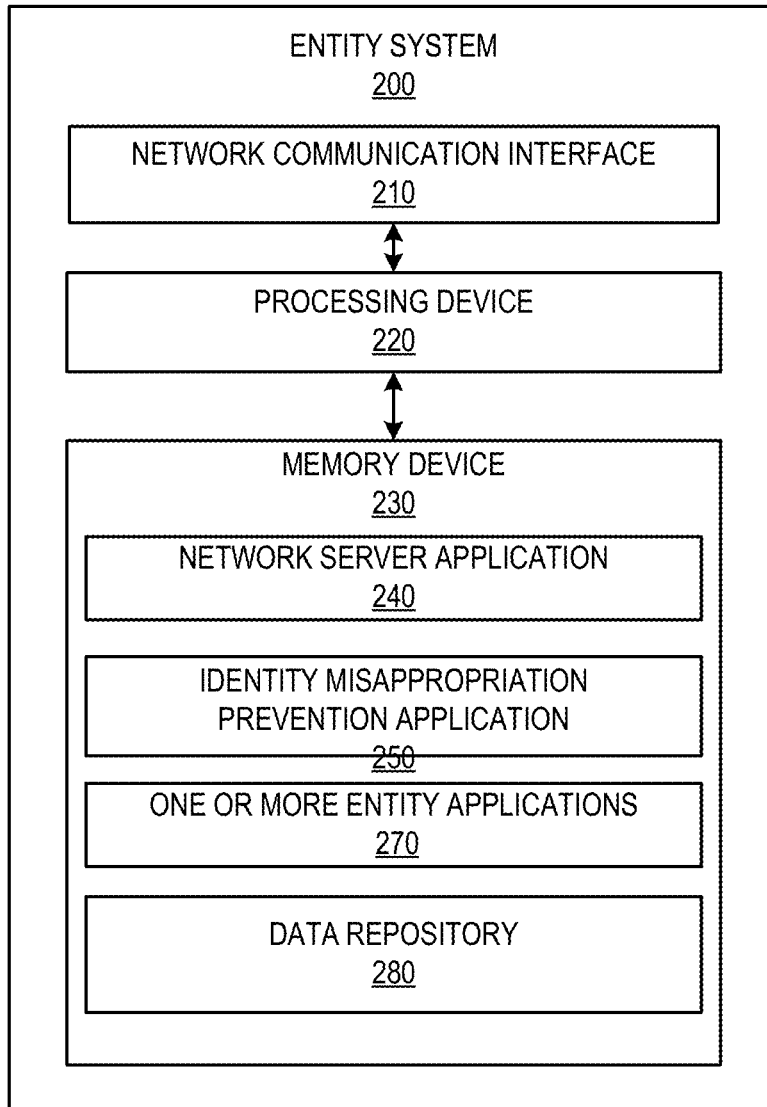 ENTITY SYSTEM
200
NETWORK COMMUNICATION INTERFACE
210
PROCESSING DEVICE
220
MEMORY DEVICE
230
NETWORK SERVER APPLICATION
240
IDENTITY MISAPPROPRIATION
PREVENTION APPLICATION
250
ONE OR MORE ENTITY APPLICATIONS
270
DATA REPOSITORY
280